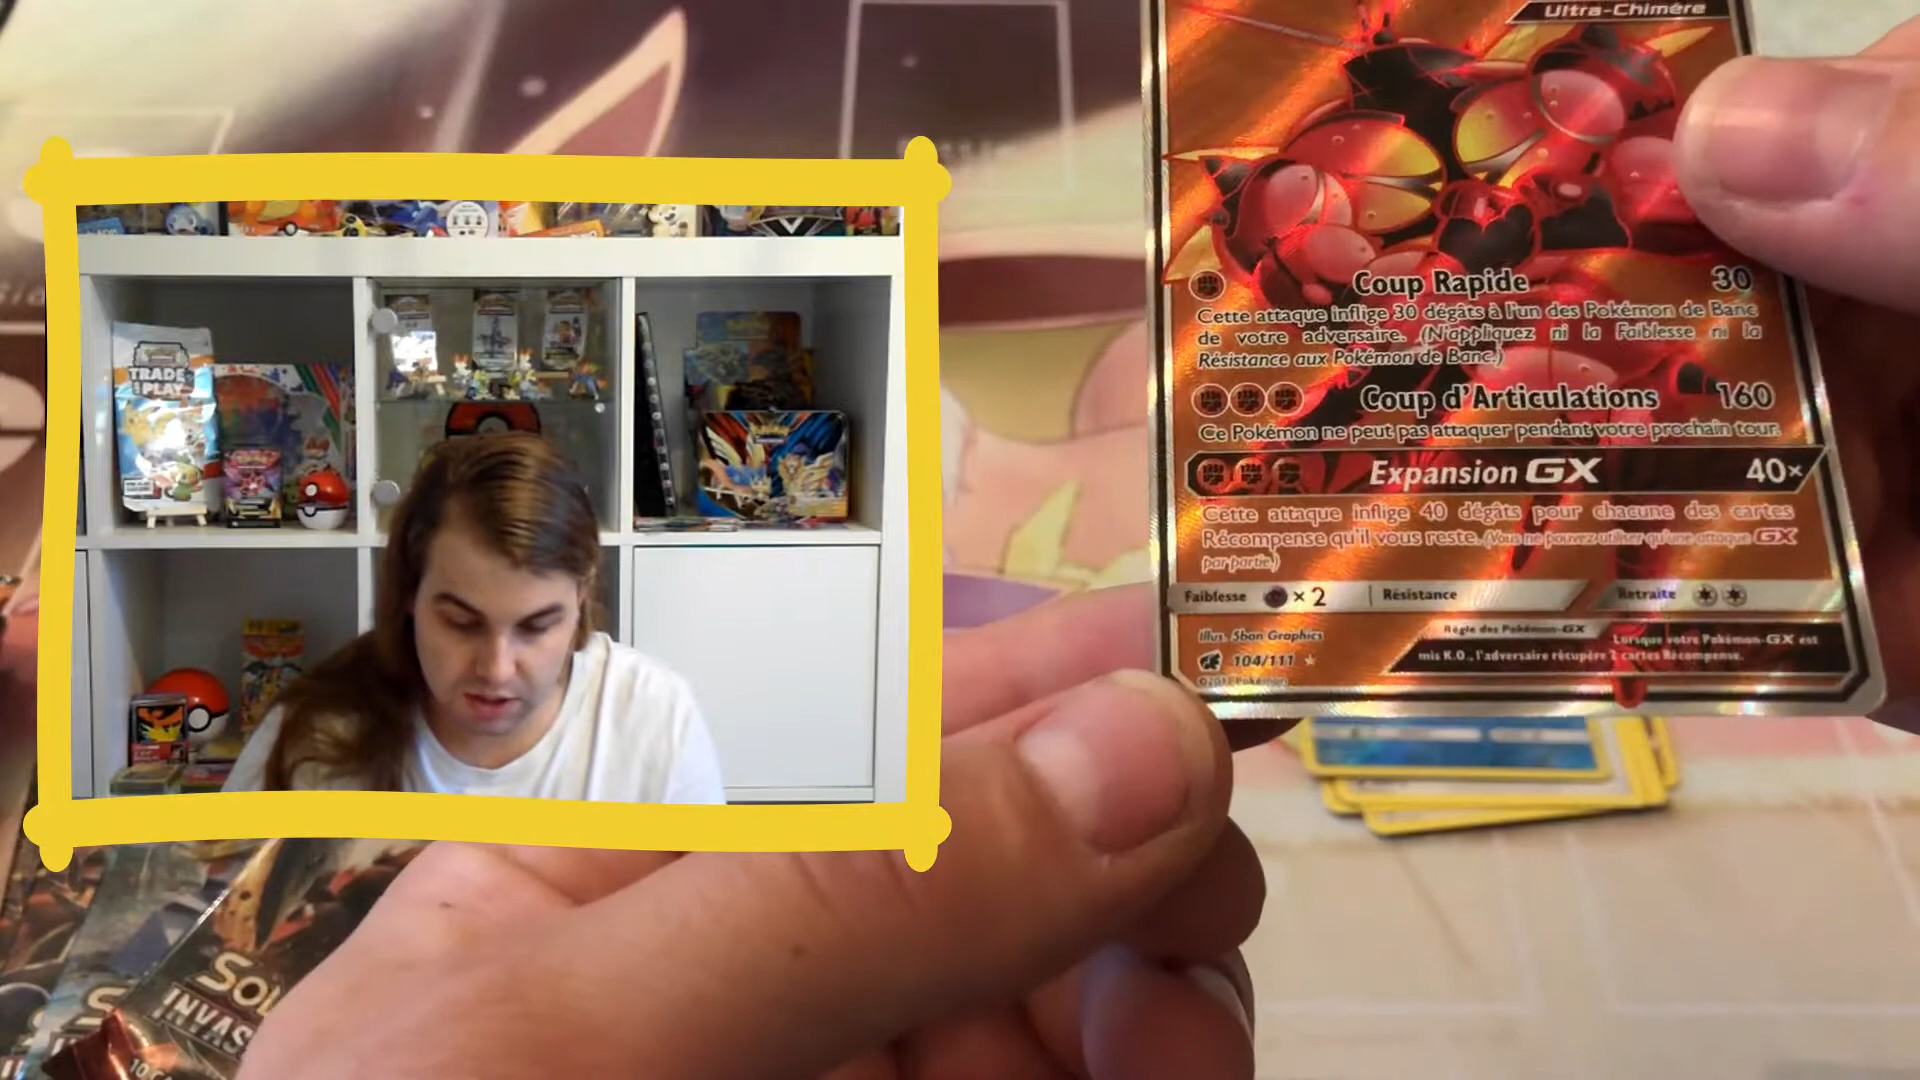 Ultra-Chimère
Coup Rapide 30
Cette attaque inflige 30 dégâts à l'un des Pokémon de Banc
de votre adversaire. (N'appliquez ni la Faiblesse ni la
Résistance aux Pokémon de Banc.)
Coup d'Articulations 160
Ce Pokémon ne peut pas attaquer pendant votre prochain tour.
Expansion GX 40×
Cette attaque inflige 40 dégâts pour chacune des cartes
Récompense qu'il vous reste. (Vous ne pouvez utiliser qu'une attaque GX
par partie.)
Faiblesse × 2 Résistance Retraite
Illus. 5ban Graphics
Règle des Pokémon-GX
Lorsque votre Pokémon-GX est
mis K.O., l'adversaire récupère 2 cartes Récompense.
104/111
TRADE
PLAY
SOL
INVAS